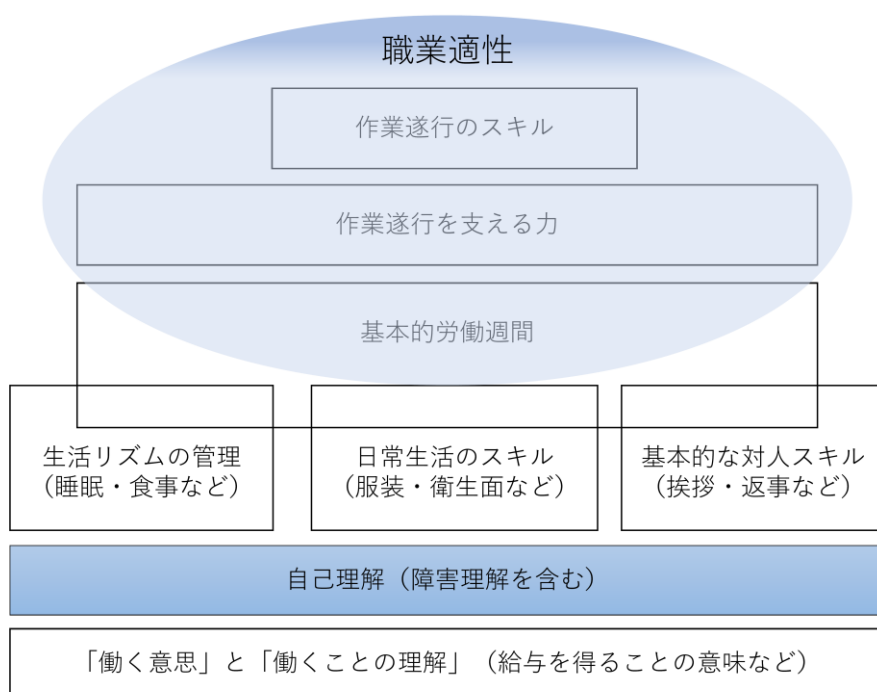 職業適性
作業遂行のスキル
作業遂行を支える力
基本的労働週間
生活リズムの管理
（睡眠・食事など）
日常生活のスキル
（服装・衛生面など）
基本的な対人スキル
（挨拶・返事など）
自己理解（障害理解を含む）
「働く意思」と「働くことの理解」（給与を得ることの意味など）